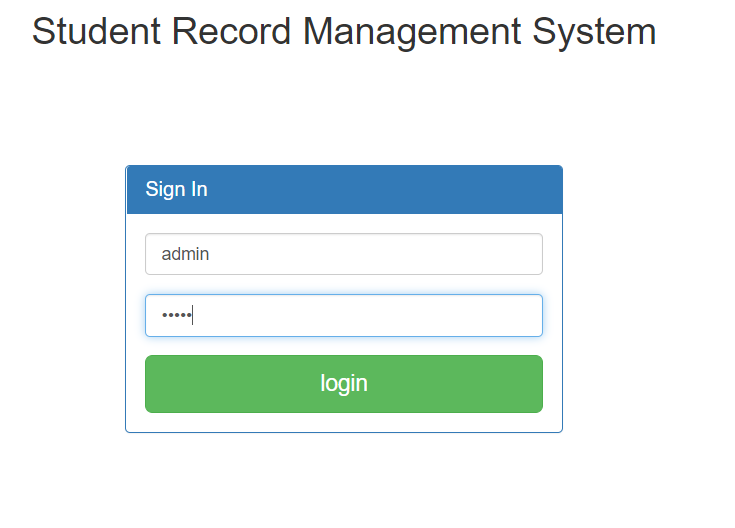 Student Record Management System
Sign In
admin
•••••
login